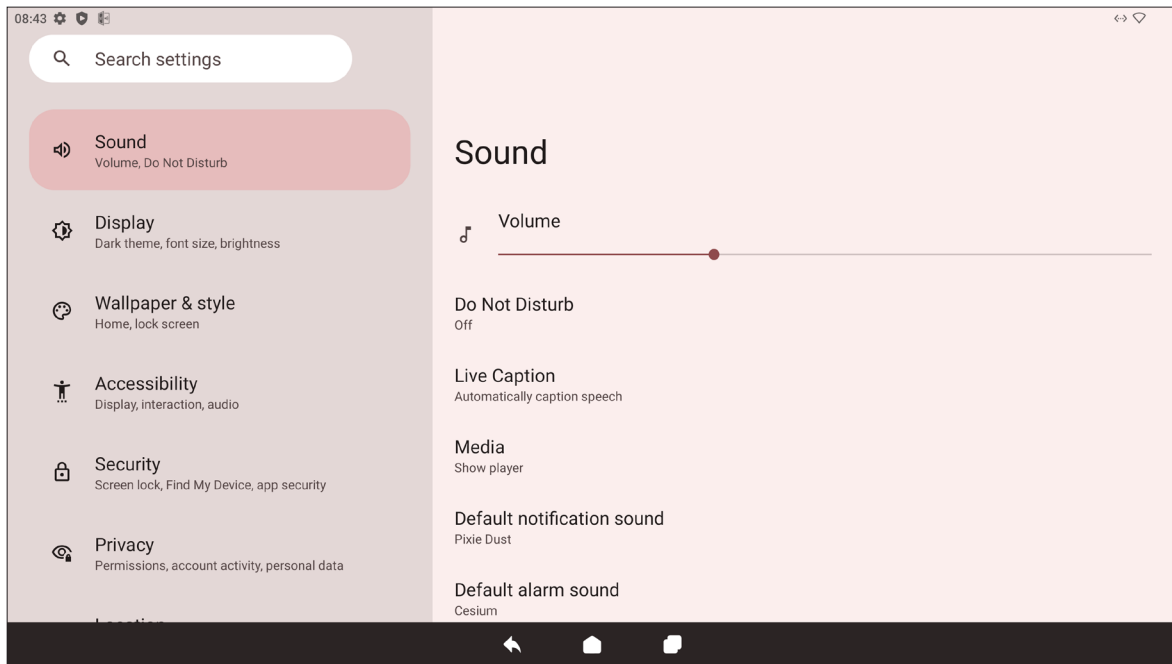 08:43
Search settings
Sound
Volume, Do Not Disturb
Display
Dark theme, font size, brightness
Wallpaper & style
Home, lock screen
Accessibility
Display, interaction, audio
Security
Screen lock, Find My Device, app security
Privacy
Permissions, account activity, personal data
Location
Sound
Volume
Do Not Disturb
Off
Live Caption
Automatically caption speech
Media
Show player
Default notification sound
Pixie Dust
Default alarm sound
Cesium